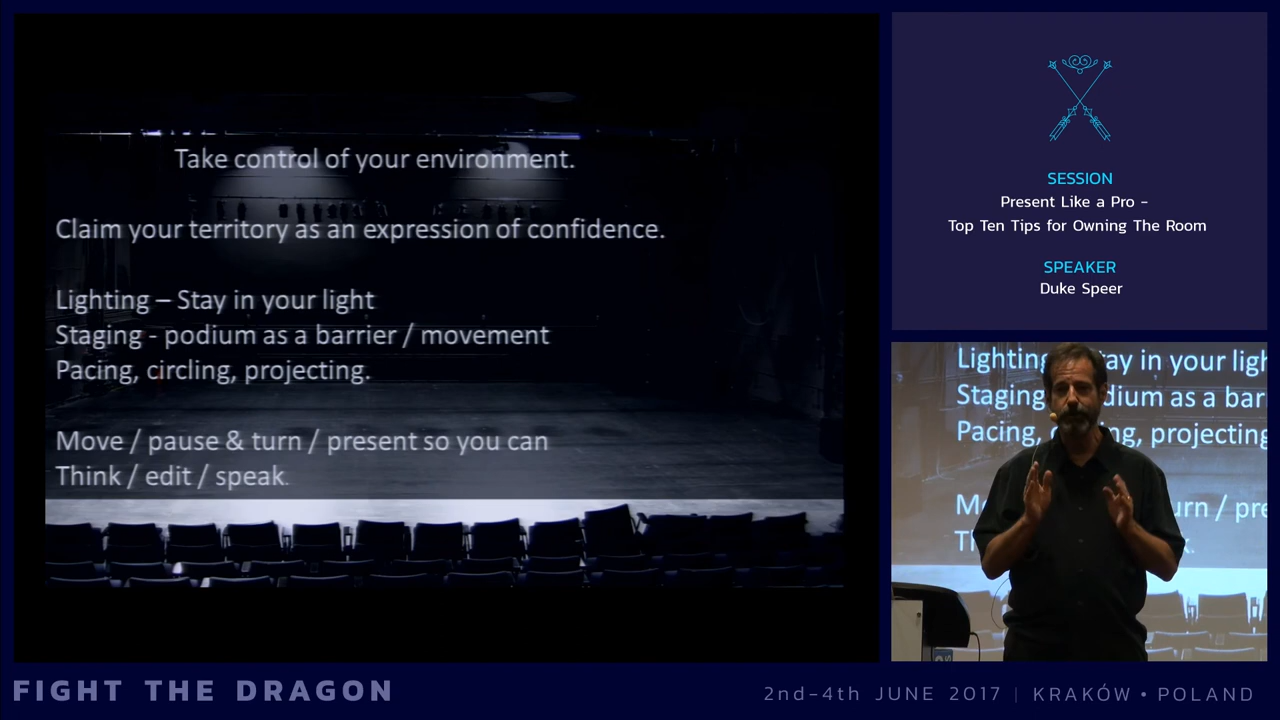 Take control of your environment.
Claim your territory as an expression of confidence.
Lighting – Stay in your light
Staging - podium as a barrier / movement
Pacing, circling, projecting.
Move / pause & turn / present so you can
Think / edit / speak.
SESSION
Present Like a Pro -
Top Ten Tips for Owning The Room
SPEAKER
Duke Speer
Lighting ay in your ligh
Staging dium as a bar
Pacing, ng, projecting
urn / pre
FIGHT THE DRAGON
2nd-4th JUNE 2017 | KRAKÓW • POLAND